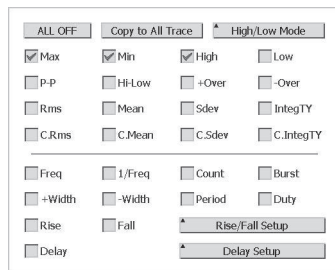 ALL OFF Copy to All Trace High/Low Mode
Max Min High Low
P-P Hi-Low +Over -Over
Rms Mean Sdev IntegTY
C.Rms C.Mean C.Sdev C.IntegTY
Freq 1/Freq Count Burst
+Width -Width Period Duty
Rise Fall Rise/Fall Setup
Delay Delay Setup